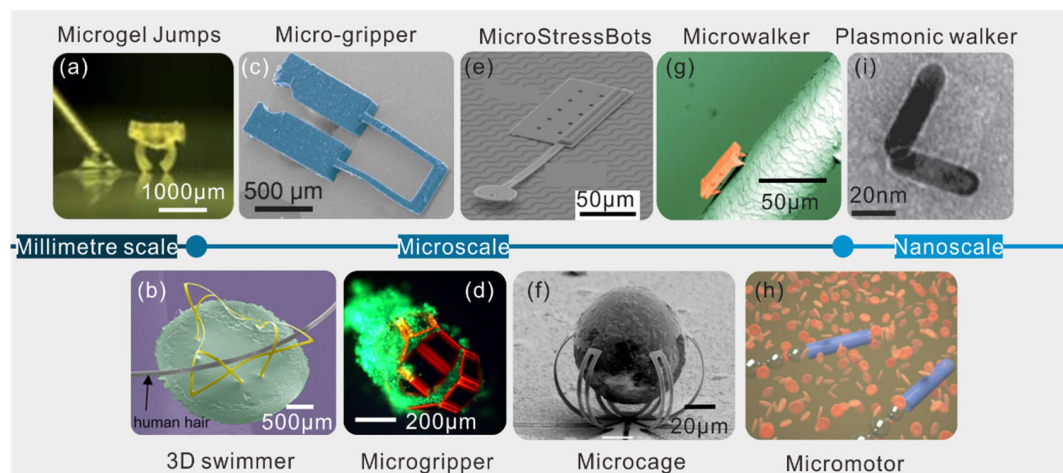 Microgel Jumps
Micro-gripper
MicroStressBots
Microwalker
Plasmonic walker
(a)
(c)
(e)
(g)
(i)
1000μm
500 μm
50μm
50μm
20nm
Millimetre scale
Microscale
Nanoscale
(b)
(d)
(f)
(h)
human hair
500μm
200μm
20μm
3D swimmer
Microgripper
Microcage
Micromotor